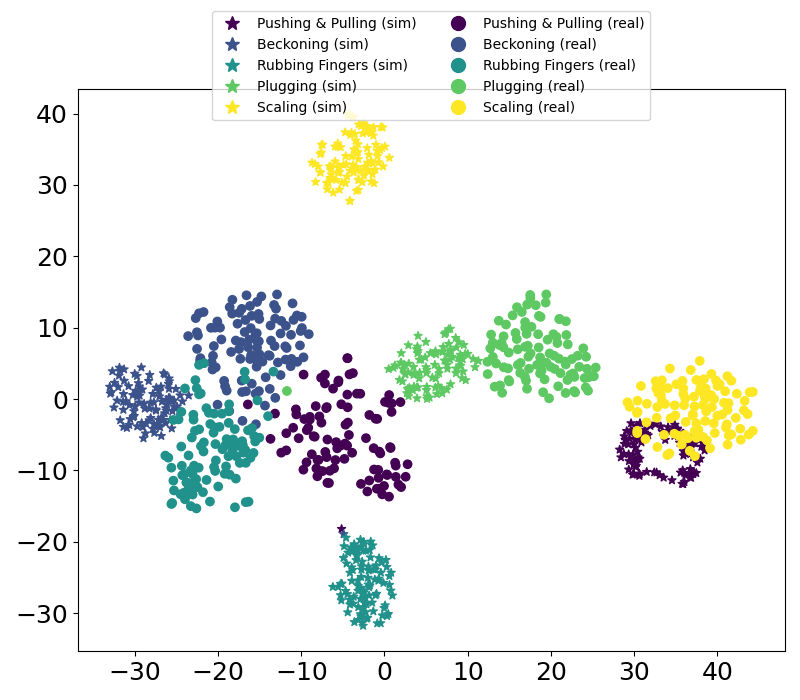 Pushing & Pulling (sim) Pushing & Pulling (real)
Beckoning (sim) Beckoning (real)
Rubbing Fingers (sim) Rubbing Fingers (real)
Plugging (sim) Plugging (real)
Scaling (sim) Scaling (real)
40
30
20
10
0
−10
−20
−30
−30 −20 −10 0 10 20 30 40